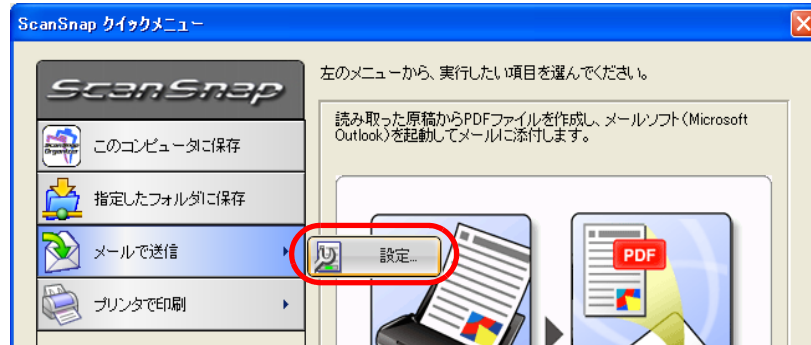 ScanSnap クイックメニュー
ScanSnap
左のメニューから、実行したい項目を選んでください。
このコンピュータに保存
指定したフォルダに保存
メールで送信
プリンタで印刷
読み取った原稿からPDFファイルを作成し、メールソフト(Microsoft
Outlook)を起動してメールに添付します。
設定...
PDF